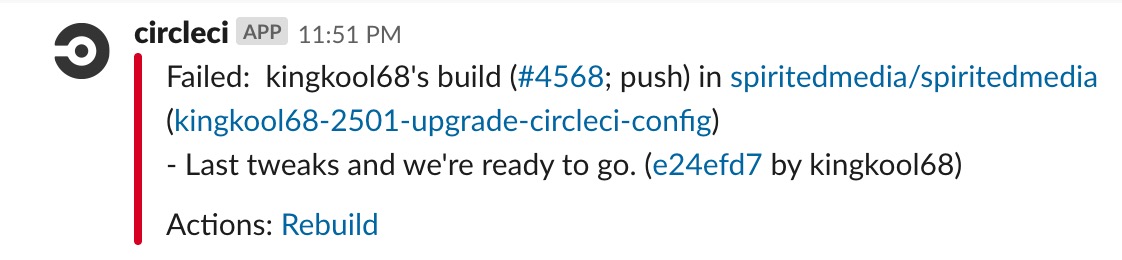 circleci APP 11:51 PM
Failed: kingkool68's build (#4568; push) in spiritedmedia/spiritedmedia
(kingkool68-2501-upgrade-circleci-config)
- Last tweaks and we're ready to go. (e24efd7 by kingkool68)
Actions: Rebuild